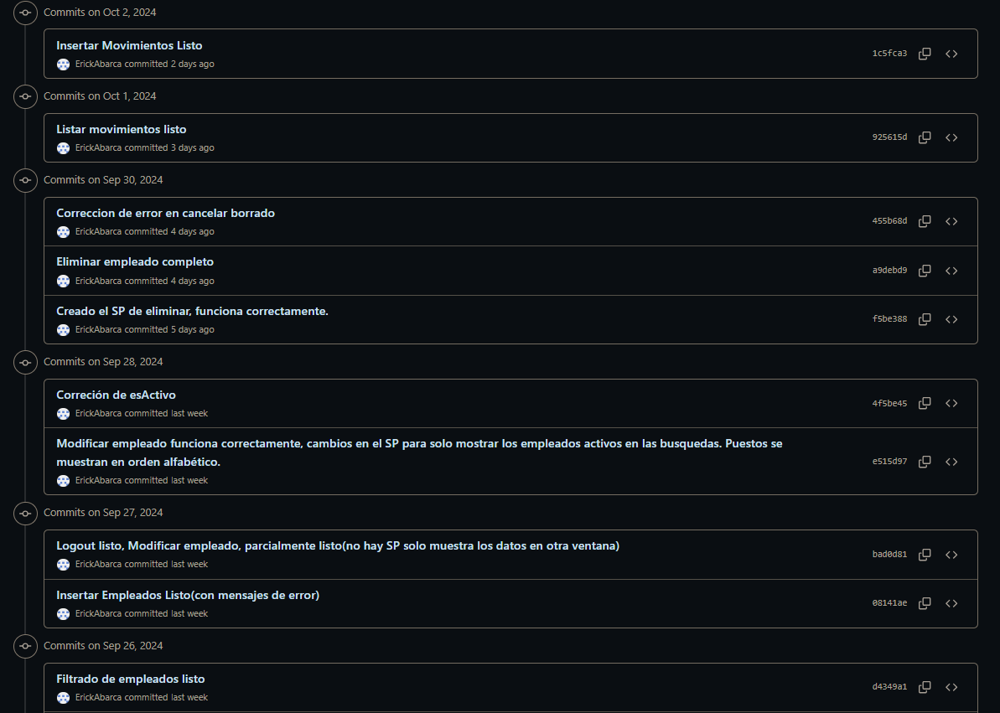 Commits on Oct 2, 2024
Insertar Movimientos Listo
1c5fca3
ErickAbarca committed 2 days ago
Commits on Oct 1, 2024
Listar movimientos listo
925615d
ErickAbarca committed 3 days ago
Commits on Sep 30, 2024
Correccion de error en cancelar borrado
455b68d
ErickAbarca committed 4 days ago
Eliminar empleado completo
a9debd9
ErickAbarca committed 4 days ago
Creado el SP de eliminar, funciona correctamente.
f5be388
ErickAbarca committed 5 days ago
Commits on Sep 28, 2024
Correción de esActivo
4f5be45
ErickAbarca committed last week
Modificar empleado funciona correctamente, cambios en el SP para solo mostrar los empleados activos en las busquedas. Puestos se
muestran en orden alfabético.
e515d97
ErickAbarca committed last week
Commits on Sep 27, 2024
Logout listo, Modificar empleado, parcialmente listo(no hay SP solo muestra los datos en otra ventana)
bad0d81
ErickAbarca committed last week
Insertar Empleados Listo(con mensajes de error)
08141ae
ErickAbarca committed last week
Commits on Sep 26, 2024
Filtrado de empleados listo
d4349a1
ErickAbarca committed last week